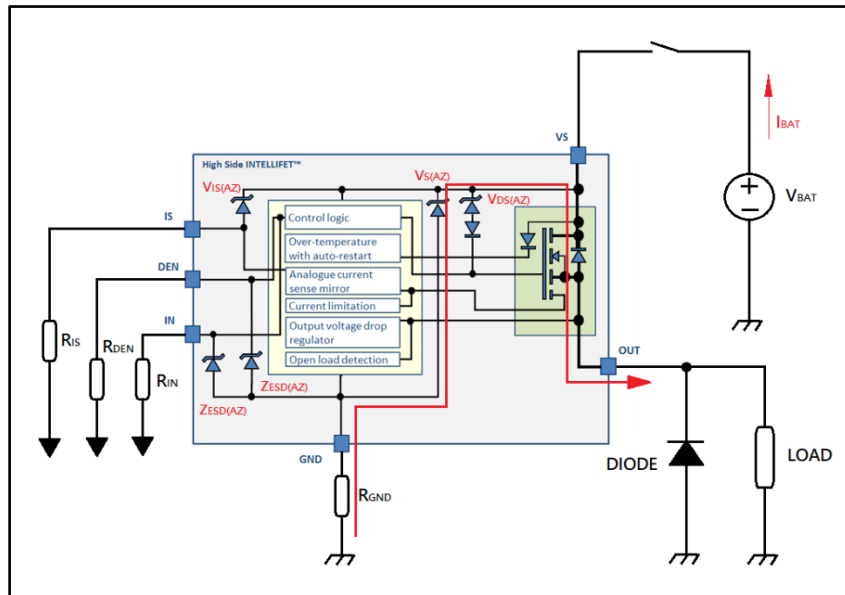 IBAT
VS
High Side INTELLIFET™
VBAT
VIS(AZ)
VS(AZ)
VDS(AZ)
IS
Control logic
Over-temperature
with auto-restart
DEN
Analogue current
sense mirror
Current limitation
IN
Output voltage drop
regulator
Open load detection
RIS
RDEN
RIN
ZESD(AZ)
ZESD(AZ)
OUT
GND
RGND
DIODE
LOAD